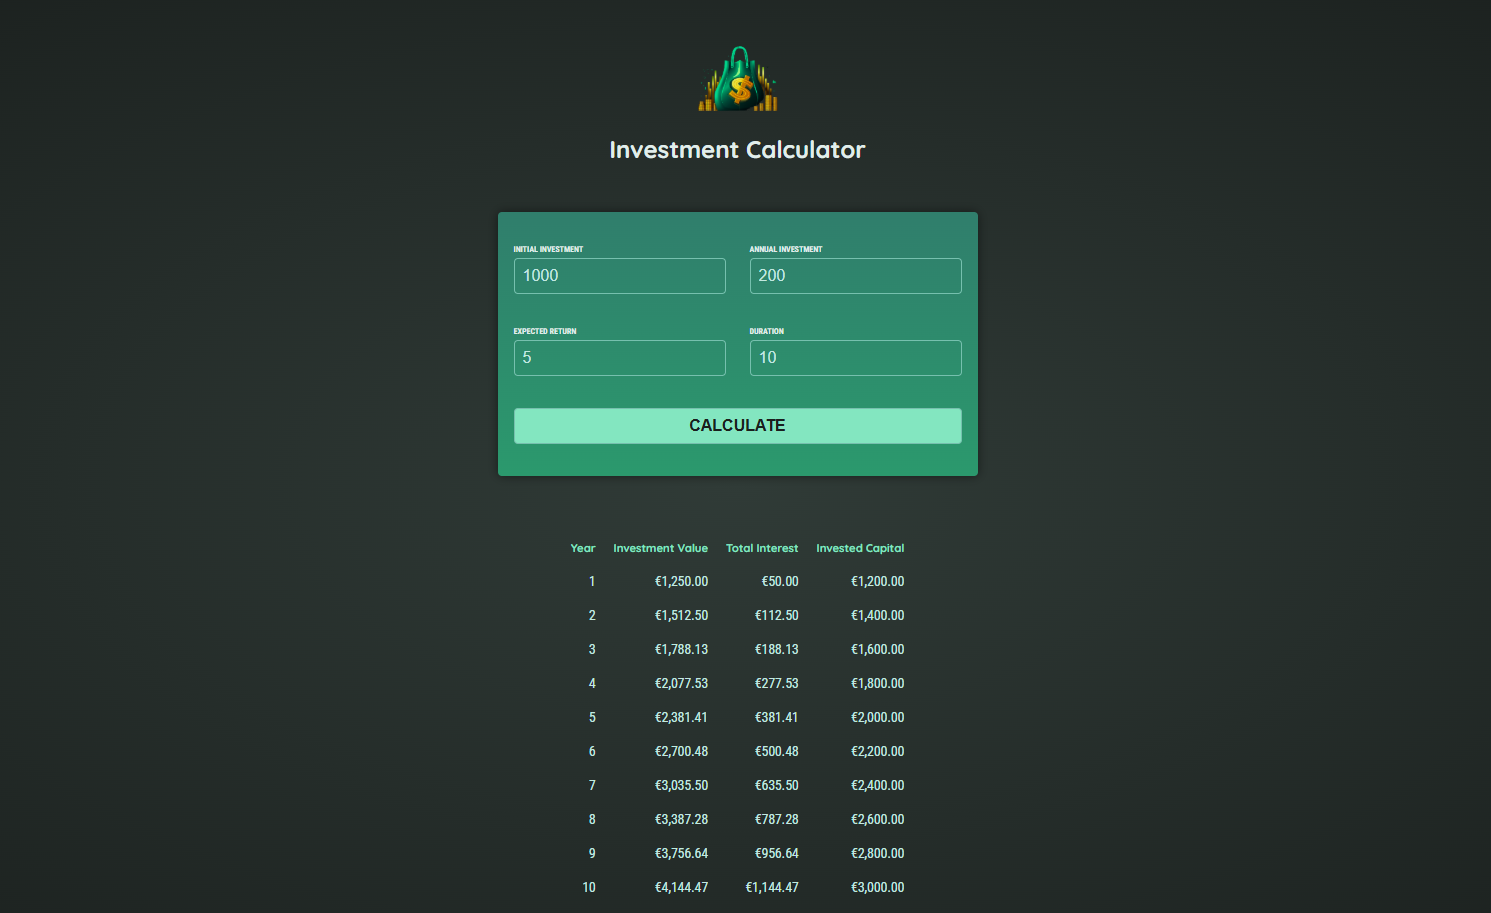 $
Investment Calculator
INITIAL INVESTMENT ANNUAL INVESTMENT
1000 200
EXPECTED RETURN DURATION
5 10
CALCULATE
Year Investment Value Total Interest Invested Capital
1 €1,250.00 €50.00 €1,200.00
2 €1,512.50 €112.50 €1,400.00
3 €1,788.13 €188.13 €1,600.00
4 €2,077.53 €277.53 €1,800.00
5 €2,381.41 €381.41 €2,000.00
6 €2,700.48 €500.48 €2,200.00
7 €3,035.50 €635.50 €2,400.00
8 €3,387.28 €787.28 €2,600.00
9 €3,756.64 €956.64 €2,800.00
10 €4,144.47 €1,144.47 €3,000.00